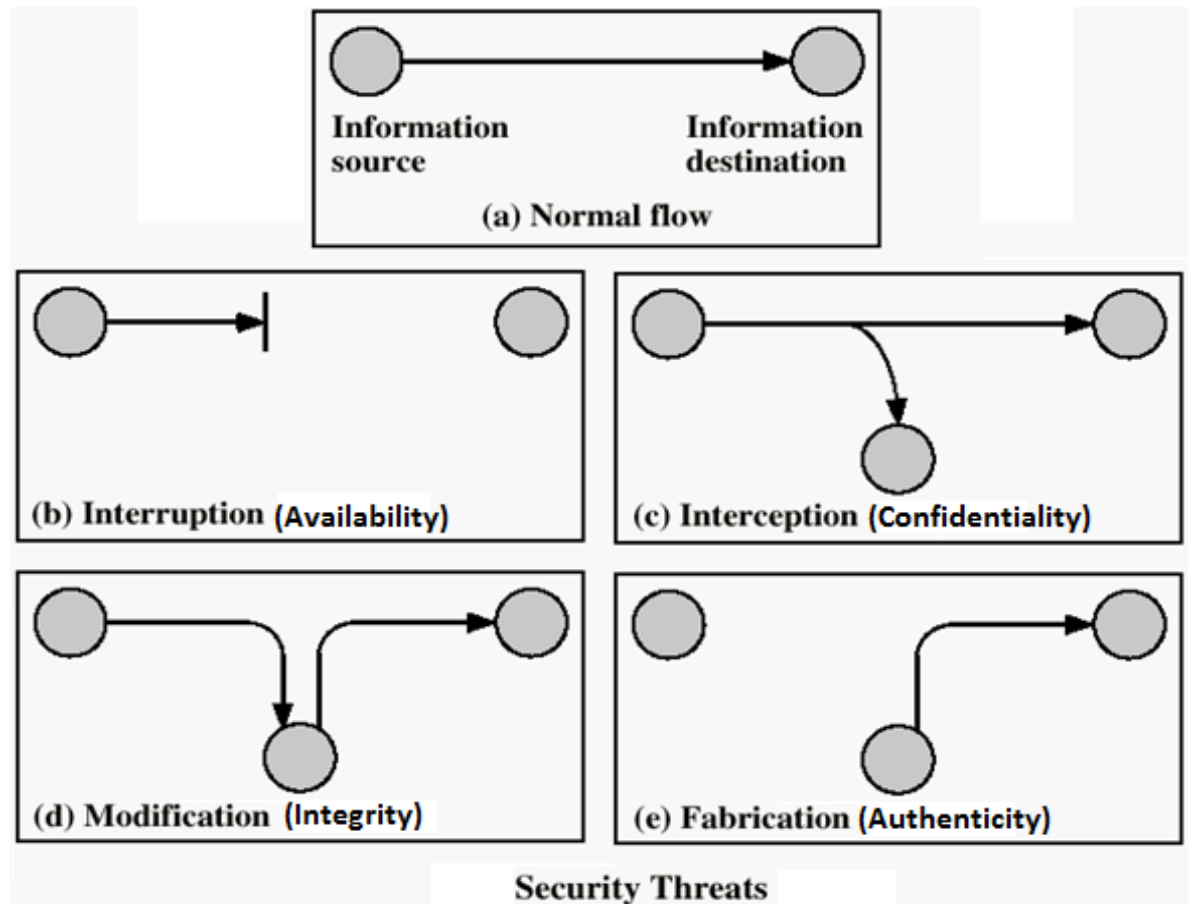 Information
source
Information
destination
(a) Normal flow
(b) Interruption (Availability)
(c) Interception (Confidentiality)
(d) Modification (Integrity)
(e) Fabrication (Authenticity)
Security Threats